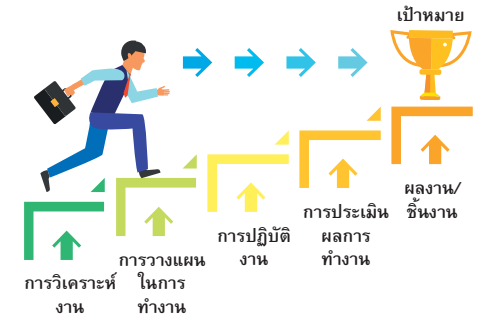 เป้าหมาย
การวิเคราะห์
งาน
การวางแผน
ในการ
ทำงาน
การปฏิบัติ
งาน
การประเมิน
ผลการ
ทำงาน
ผลงาน/
ชิ้นงาน